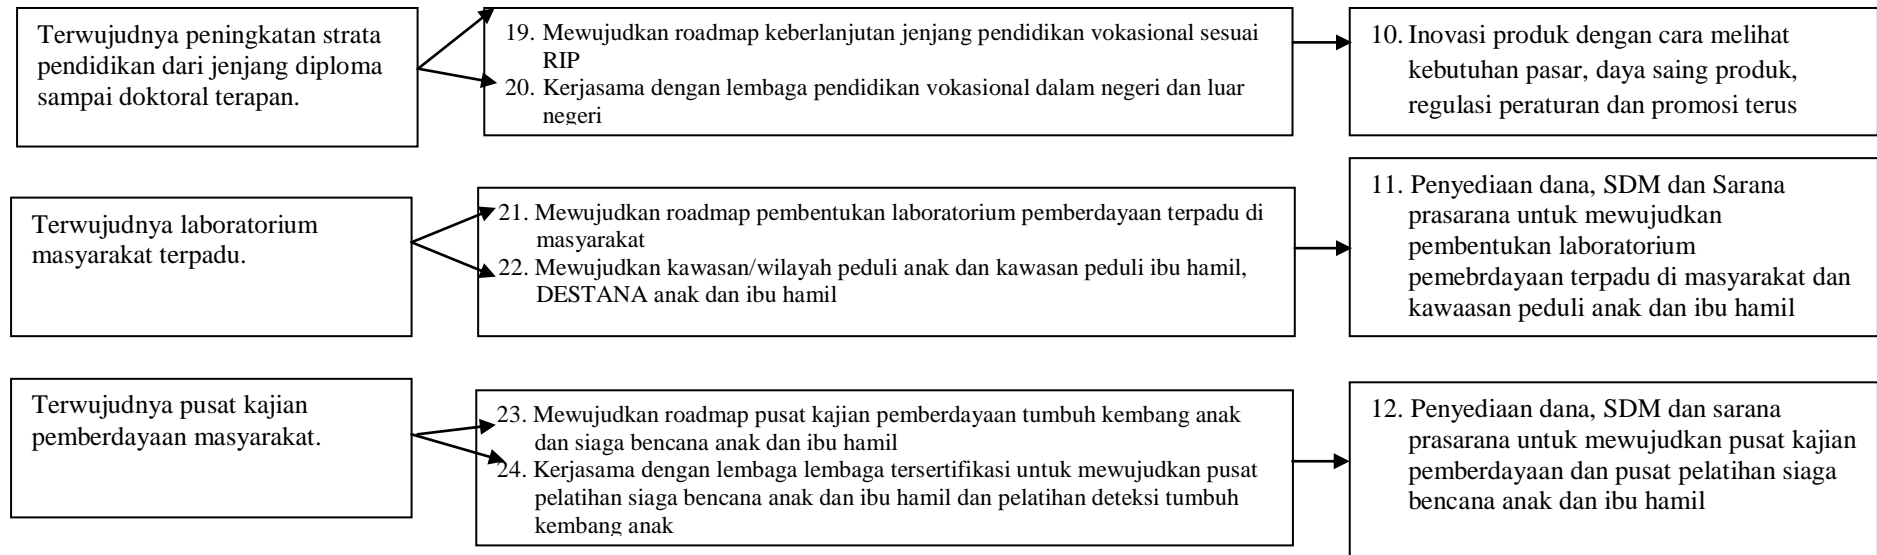 Terwujudnya peningkatan strata
pendidikan dari jenjang diploma
sampai doktoral terapan.
19. Mewujudkan roadmap keberlanjutan jenjang pendidikan vokasional sesuai
RIP
20. Kerjasama dengan lembaga pendidikan vokasional dalam negeri dan luar
negeri
10. Inovasi produk dengan cara melihat
kebutuhan pasar, daya saing produk,
regulasi peraturan dan promosi terus
Terwujudnya laboratorium
masyarakat terpadu.
21. Mewujudkan roadmap pembentukan laboratorium pemberdayaan terpadu di
masyarakat
22. Mewujudkan kawasan/wilayah peduli anak dan kawasan peduli ibu hamil,
DESTANA anak dan ibu hamil
11. Penyediaan dana, SDM dan Sarana
prasarana untuk mewujudkan
pembentukan laboratorium
pemebrdayaan terpadu di masyarakat dan
kawaasan peduli anak dan ibu hamil
Terwujudnya pusat kajian
pemberdayaan masyarakat.
23. Mewujudkan roadmap pusat kajian pemberdayaan tumbuh kembang anak
dan siaga bencana anak dan ibu hamil
24. Kerjasama dengan lembaga lembaga tersertifikasi untuk mewujudkan pusat
pelatihan siaga bencana anak dan ibu hamil dan pelatihan deteksi tumbuh
kembang anak
12. Penyediaan dana, SDM dan sarana
prasarana untuk mewujudkan pusat kajian
pemberdayaan dan pusat pelatihan siaga
bencana anak dan ibu hamil